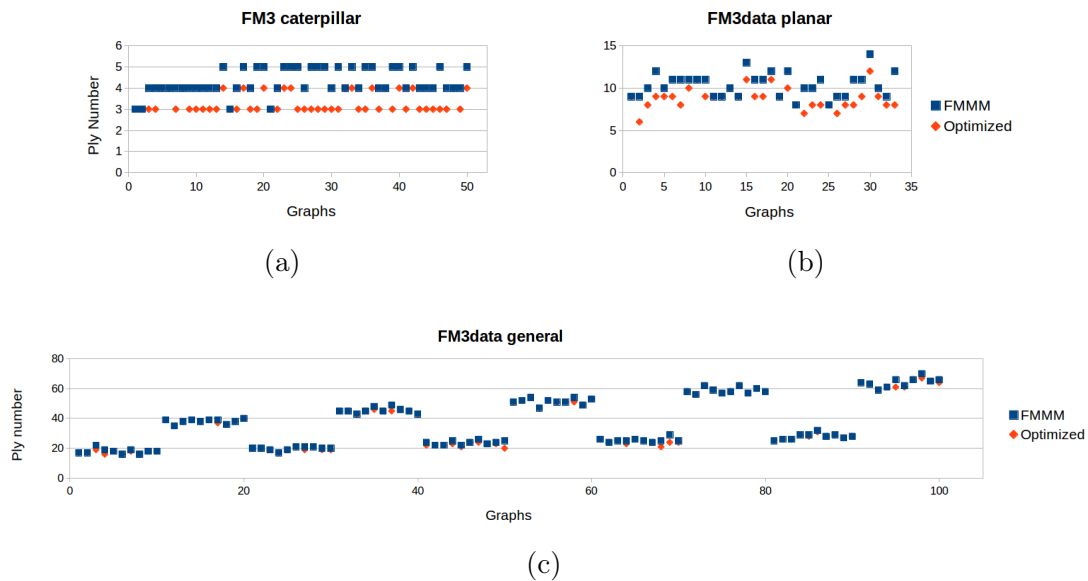 FM3 caterpillar
Ply Number
6
5
4
3
2
1
0
0 10 20 30 40 50
Graphs
(a)
FM3data planar
15
10
5
0
0 5 10 15 20 25 30 35
Graphs
FMMM
Optimized
(b)
FM3data general
Ply number
80
60
40
20
0
0 20 40 60 80 100
Graphs
FMMM
Optimized
(c)